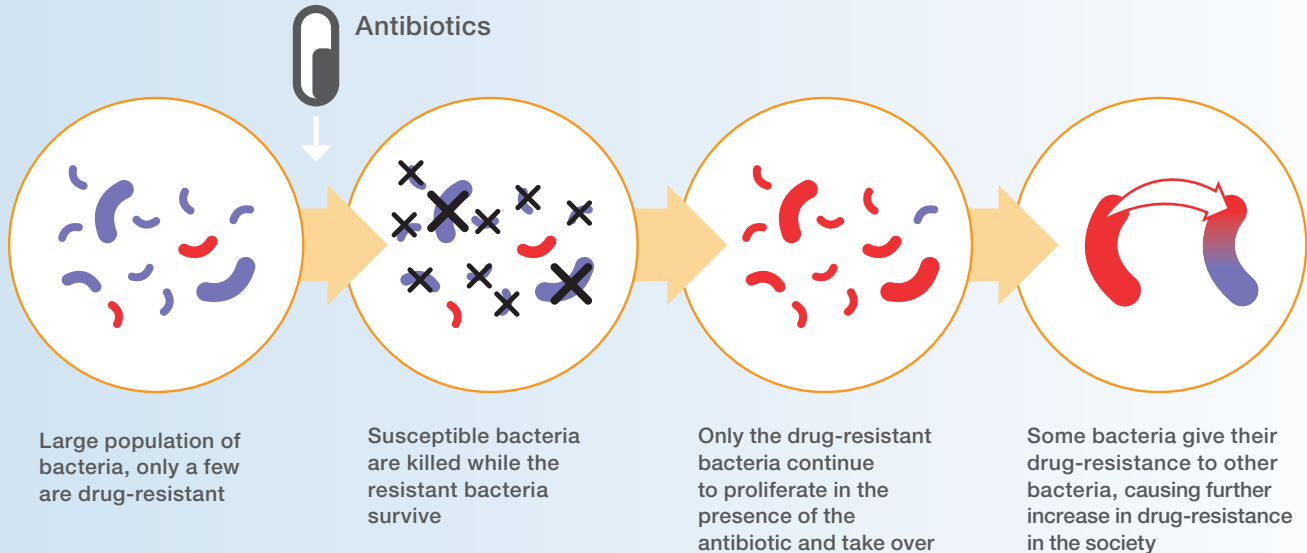 Antibiotics
Large population of
bacteria, only a few
are drug-resistant
Susceptible bacteria
are killed while the
resistant bacteria
survive
Only the drug-resistant
bacteria continue
to proliferate in the
presence of the
antibiotic and take over
Some bacteria give their
drug-resistance to other
bacteria, causing further
increase in drug-resistance
in the society